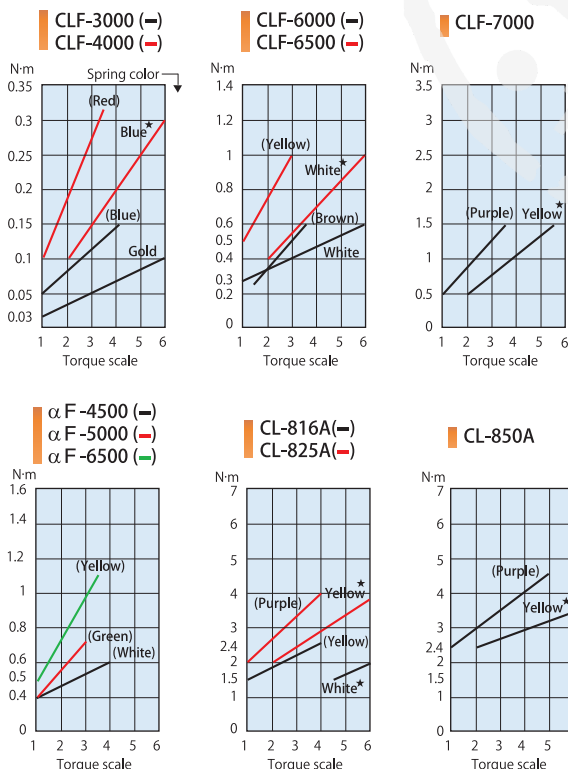 CLF-3000 (−)
CLF-4000 (−)
N·m
Spring color
0.35
0.3
0.25
0.2
0.15
0.1
0.05
0.03
(Red)
Blue★
(Blue)
Gold
1 2 3 4 5 6
Torque scale
CLF-6000 (−)
CLF-6500 (−)
N·m
1.4
1.2
1
0.8
0.6
0.5
0.4
0.3
0.2
0
(Yellow)
White★
(Brown)
White
1 2 3 4 5 6
Torque scale
CLF-7000
N·m
3.5
3
2.5
2
1.5
1
0.5
0
(Purple)
Yellow★
1 2 3 4 5 6
Torque scale
α F -4500 (−)
α F -5000 (−)
α F -6500 (−)
N·m
1.6
1.4
1.2
1
0.8
0.6
0.4
0
(Yellow)
(Green)
(White)
1 2 3 4 5 6
Torque scale
CL-816A(−)
CL-825A(−)
N·m
7
6
5
4
3
2.4
2
1.5
1
0
(Purple)
Yellow★
(Yellow)
White★
1 2 3 4 5 6
Torque scale
CL-850A
N·m
7
6
5
4
3
2.4
2
1.5
1
0
(Purple)
Yellow★
1 2 3 4 5
Torque scale